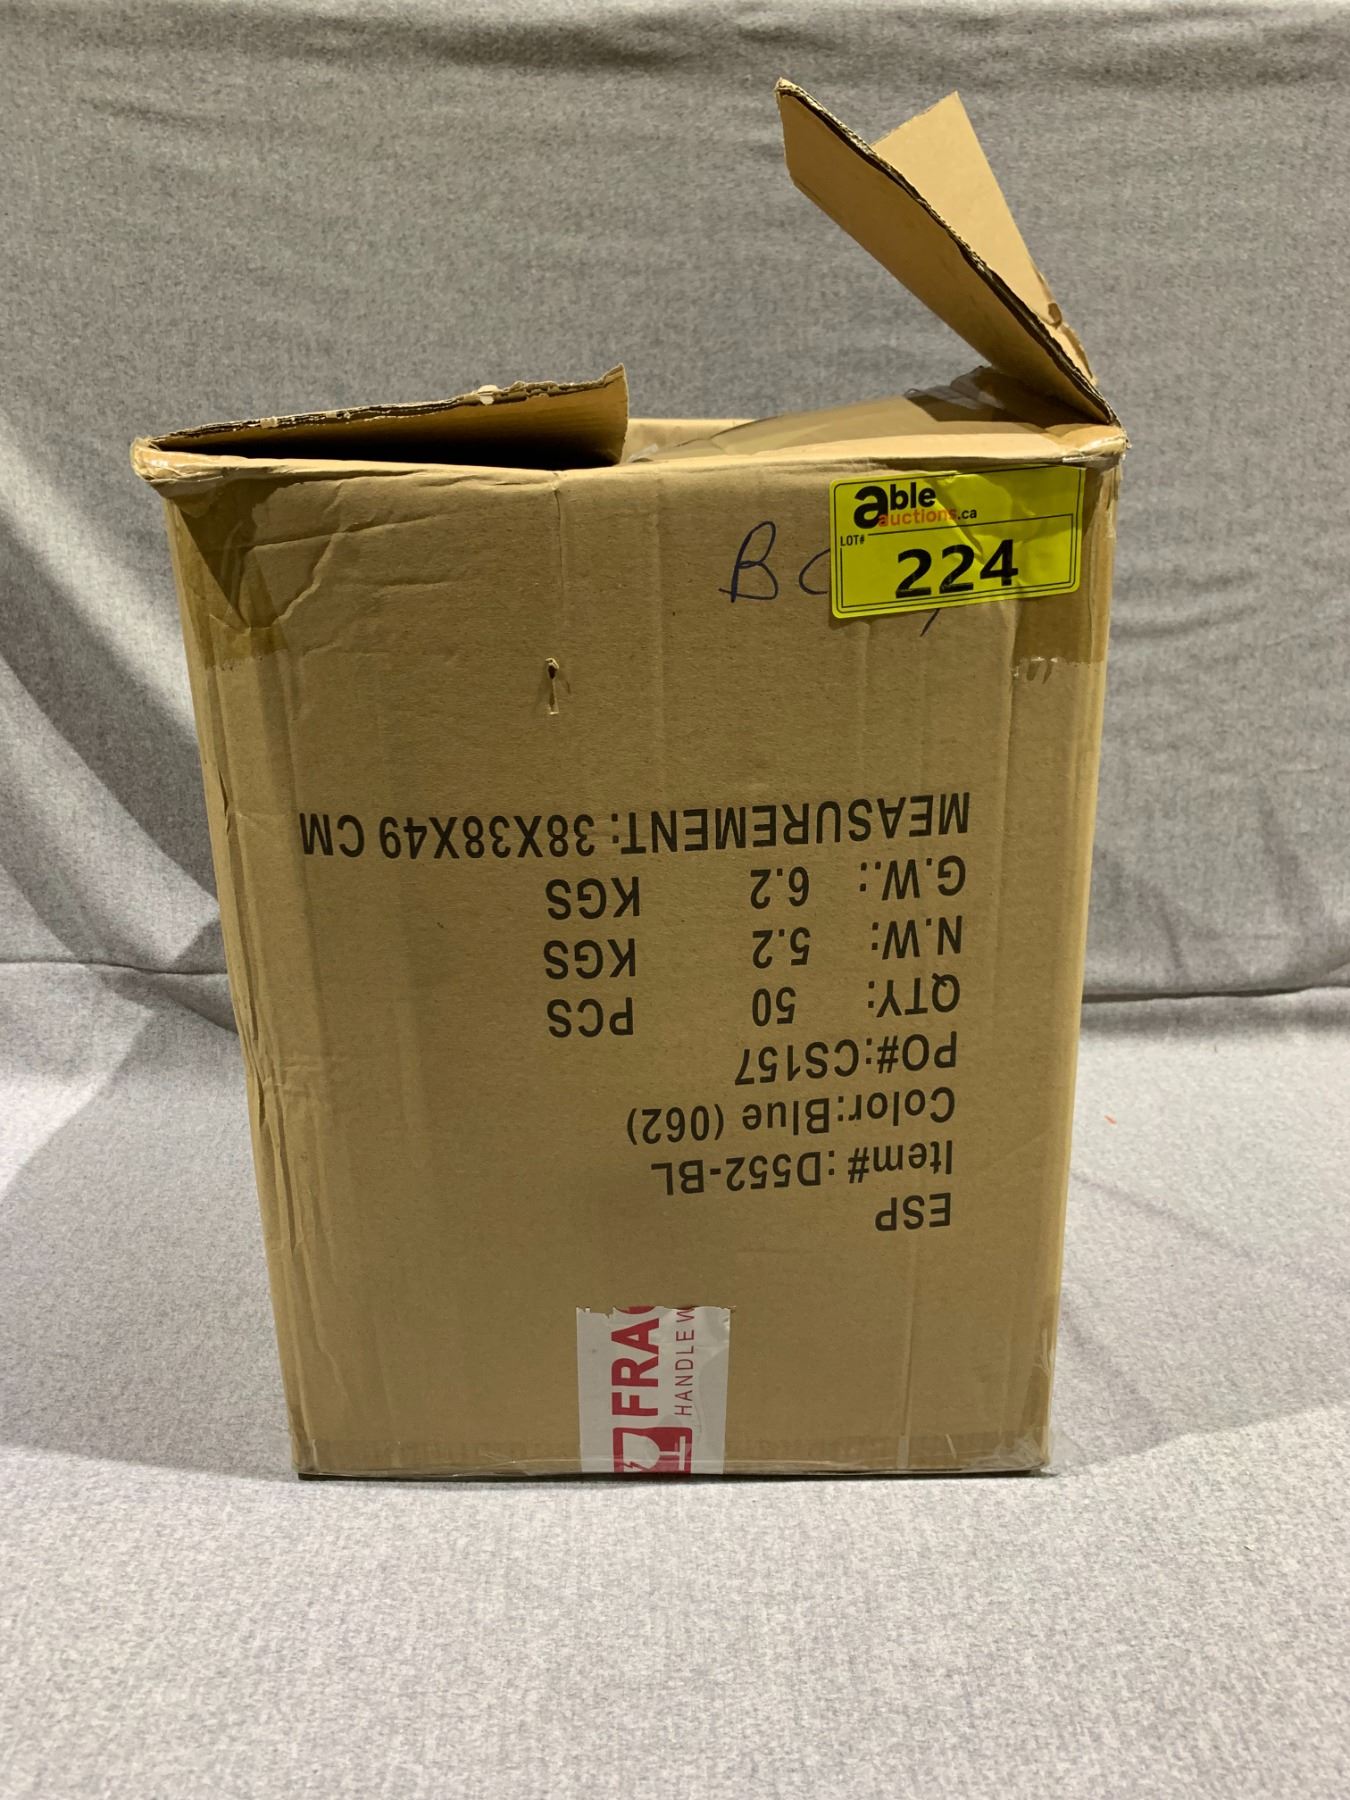 able
auctions.ca
LOT#
224
ESP
Item#:D552-BL
Color:Blue (062)
PO#:CS157
QTY: 50 PCS
N.W: 5.2 KGS
G.W.: 6.2 KGS
MEASUREMENT: 38X38X49 CM